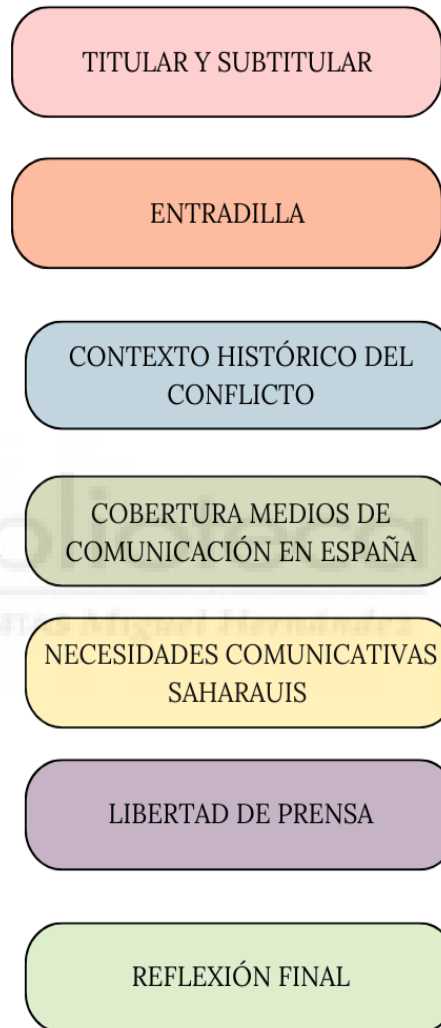 TITULAR Y SUBTITULAR
ENTRADILLA
CONTEXTO HISTÓRICO DEL
CONFLICTO
COBERTURA MEDIOS DE
COMUNICACIÓN EN ESPAÑA
NECESIDADES COMUNICATIVAS
SAHARAUIS
LIBERTAD DE PRENSA
REFLEXIÓN FINAL